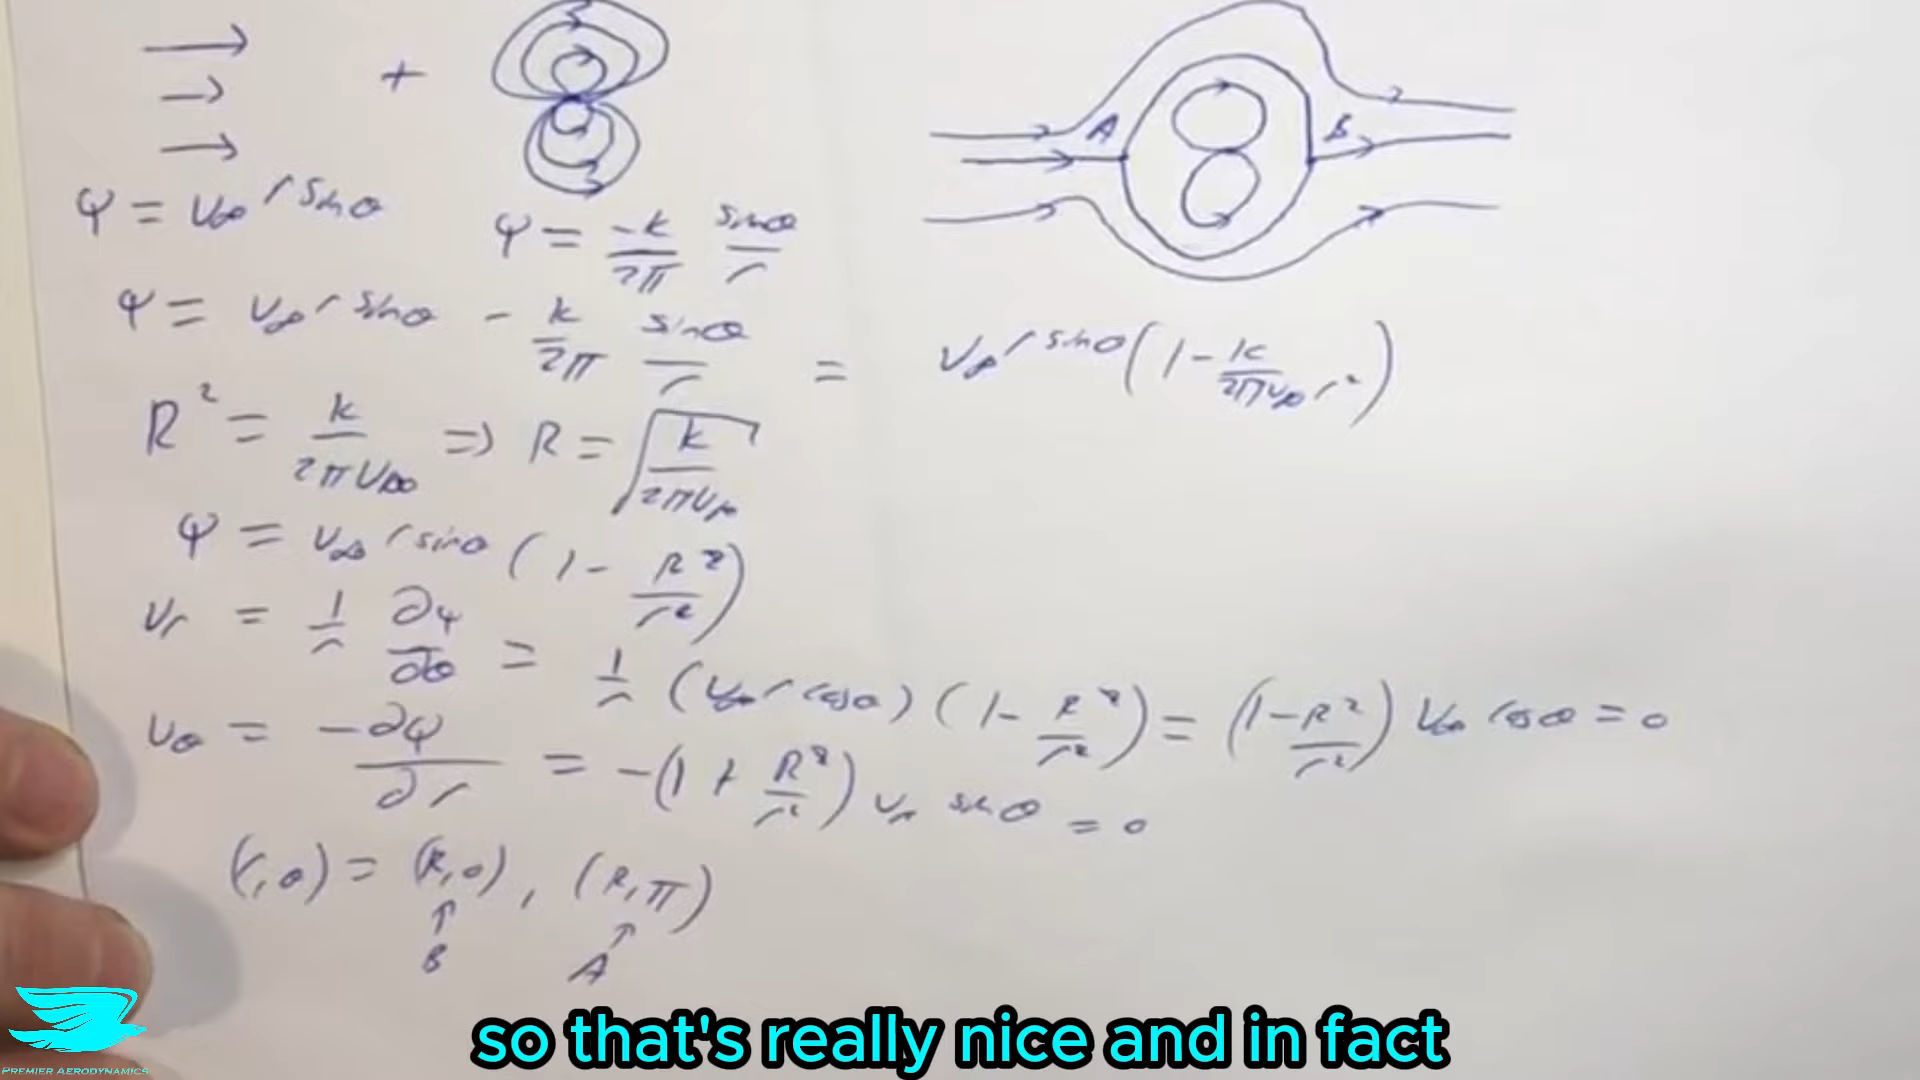 +
A
B
ψ = V∞ r sinθ
ψ = -k/2π sinθ/r
ψ = V∞ r sinθ - k/2π sinθ/r = V∞ r sinθ (1 - k/2πV∞r²)
R² = k/2πV∞ => R = √(k/2πV∞)
ψ = V∞ r sinθ (1 - R²/r²)
Vr = 1/r ∂ψ/∂θ = 1/r (V∞ r cosθ) (1 - R²/r²) = (1 - R²/r²) V∞ cosθ = 0
Vθ = -∂ψ/∂r = -(1 + R²/r²) V∞ sinθ = 0
(r, θ) = (R, 0), (R, π)
↑ ↑
B A
so that's really nice and in fact
PREMIER AERODYNAMICS